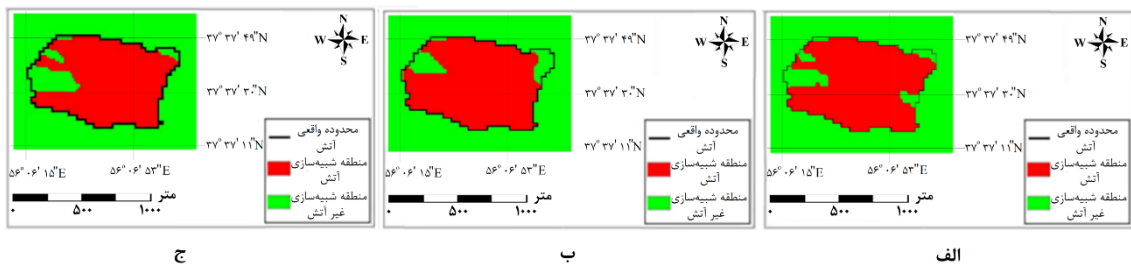 N
W E
S
۳۷° ۳۷' ۴۹"N
۳۷° ۳۷' ۳۰"N
۳۷° ۳۷' ۱۱"N
۵۶° ۰۶' ۱۵"E ۵۶° ۰۶' ۵۳"E
محدوده واقعی
آتش
منطقه شبیه‌سازی
آتش
منطقه شبیه‌سازی
غیر آتش
متر
۰ ۵۰۰ ۱۰۰۰
الف
N
W E
S
۳۷° ۳۷' ۴۹"N
۳۷° ۳۷' ۳۰"N
۳۷° ۳۷' ۱۱"N
۵۶° ۰۶' ۱۵"E ۵۶° ۰۶' ۵۳"E
محدوده واقعی
آتش
منطقه شبیه‌سازی
آتش
منطقه شبیه‌سازی
غیر آتش
متر
۰ ۵۰۰ ۱۰۰۰
ب
N
W E
S
۳۷° ۳۷' ۴۹"N
۳۷° ۳۷' ۳۰"N
۳۷° ۳۷' ۱۱"N
۵۶° ۰۶' ۱۵"E ۵۶° ۰۶' ۵۳"E
محدوده واقعی
آتش
منطقه شبیه‌سازی
آتش
منطقه شبیه‌سازی
غیر آتش
متر
۰ ۵۰۰ ۱۰۰۰
ج